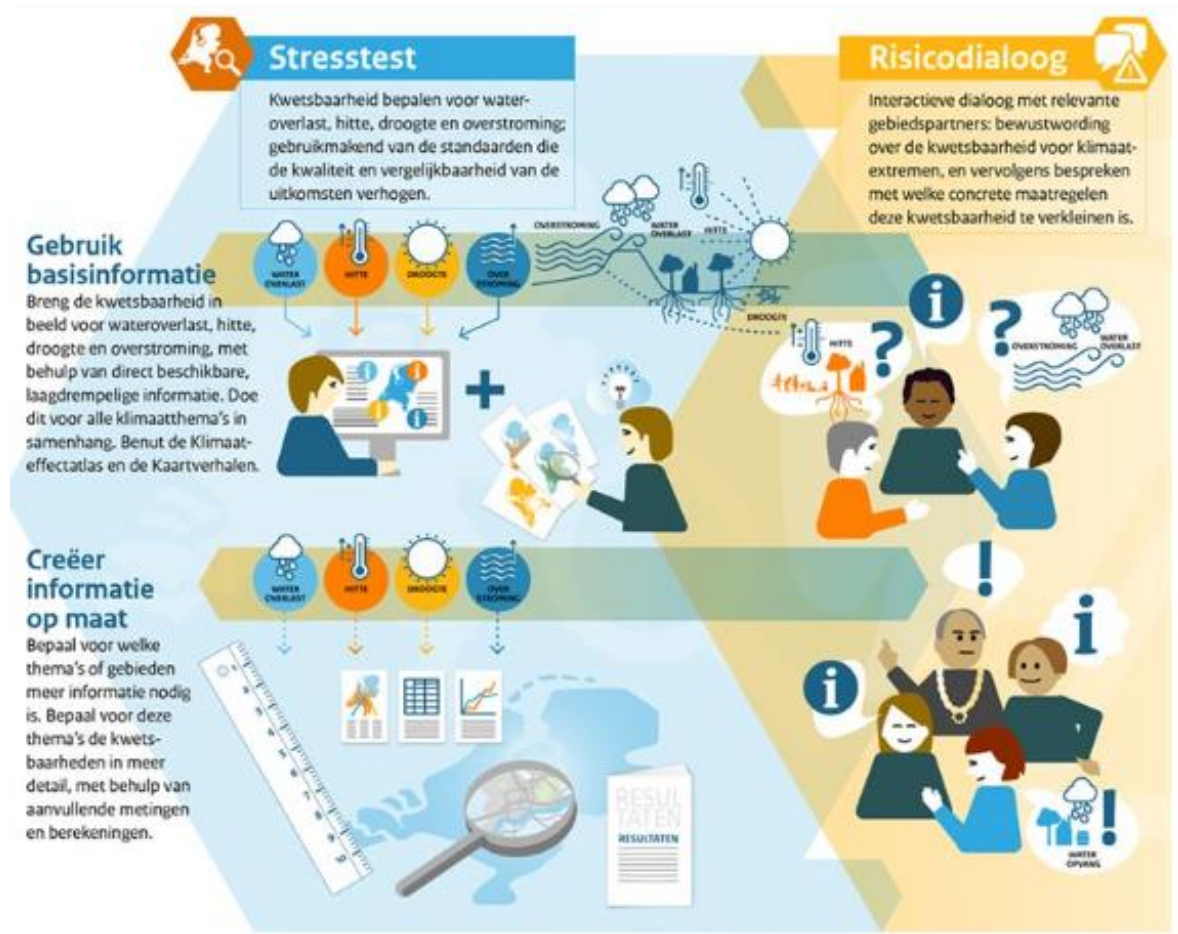 Stresstest
Kwetsbaarheid bepalen voor water-
overlast, hitte, droogte en overstroming;
gebruikmakend van de standaarden die
de kwaliteit en vergelijkbaarheid van de
uitkomsten verhogen.
Risicodialoog
Interactieve dialoog met relevante
gebiedspartners: bewustwording
over de kwetsbaarheid voor klimaat-
extremen, en vervolgens bespreken
met welke concrete maatregelen
deze kwetsbaarheid te verkleinen is.
Gebruik
basisinformatie
Breng de kwetsbaarheid in
beeld voor wateroverlast, hitte,
droogte en overstroming, met
behulp van direct beschikbare,
laagdrempelige informatie. Doe
dit voor alle klimaatthema's in
samenhang. Benut de Klimaat-
effectatlas en de Kaartverhalen.
WATER
OVERLAST
HITTE
DROOGTE
OVER
STROMING
OVERSTROMING
WATER
OVERLAST
HITTE
DROOGTE
i
i
i
i
+
HITTE
?
i
?
OVERSTROMING
WATER
OVERLAST
Creëer
informatie
op maat
Bepaal voor welke
thema's of gebieden
meer informatie nodig
is. Bepaal voor deze
thema's de kwets-
baarheden in meer
detail, met behulp van
aanvullende metingen
en berekeningen.
WATER
OVERLAST
HITTE
DROOGTE
OVER
STROMING
RESUL
TATEN
RESULTATEN
!
i
i
!
WATER
OPVANG